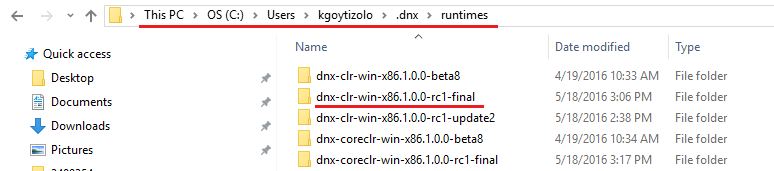 This PC > OS (C:) > Users > kgoytizolo > .dnx > runtimes
Name Date modified Type
Quick access
Desktop
Documents
Downloads
Pictures
dnx-clr-win-x86.1.0.0-beta8 4/19/2016 10:33 AM File folder
dnx-clr-win-x86.1.0.0-rc1-final 5/18/2016 3:06 PM File folder
dnx-clr-win-x86.1.0.0-rc1-update2 5/18/2016 2:38 PM File folder
dnx-coreclr-win-x86.1.0.0-beta8 4/19/2016 10:34 AM File folder
dnx-coreclr-win-x86.1.0.0-rc1-final 5/18/2016 3:17 PM File folder